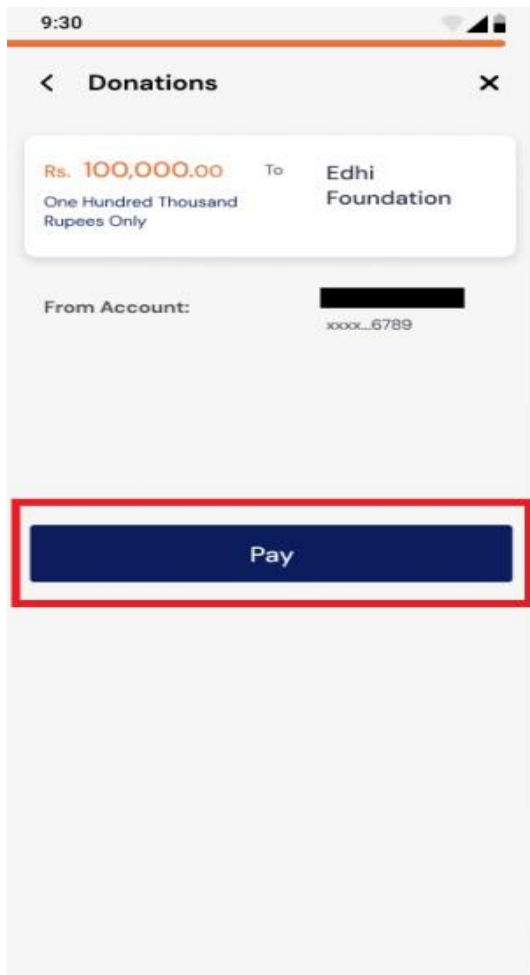 9:30
< Donations ×
Rs. 100,000.00 To Edhi
Foundation
One Hundred Thousand
Rupees Only
From Account:
xxxx...6789
Pay